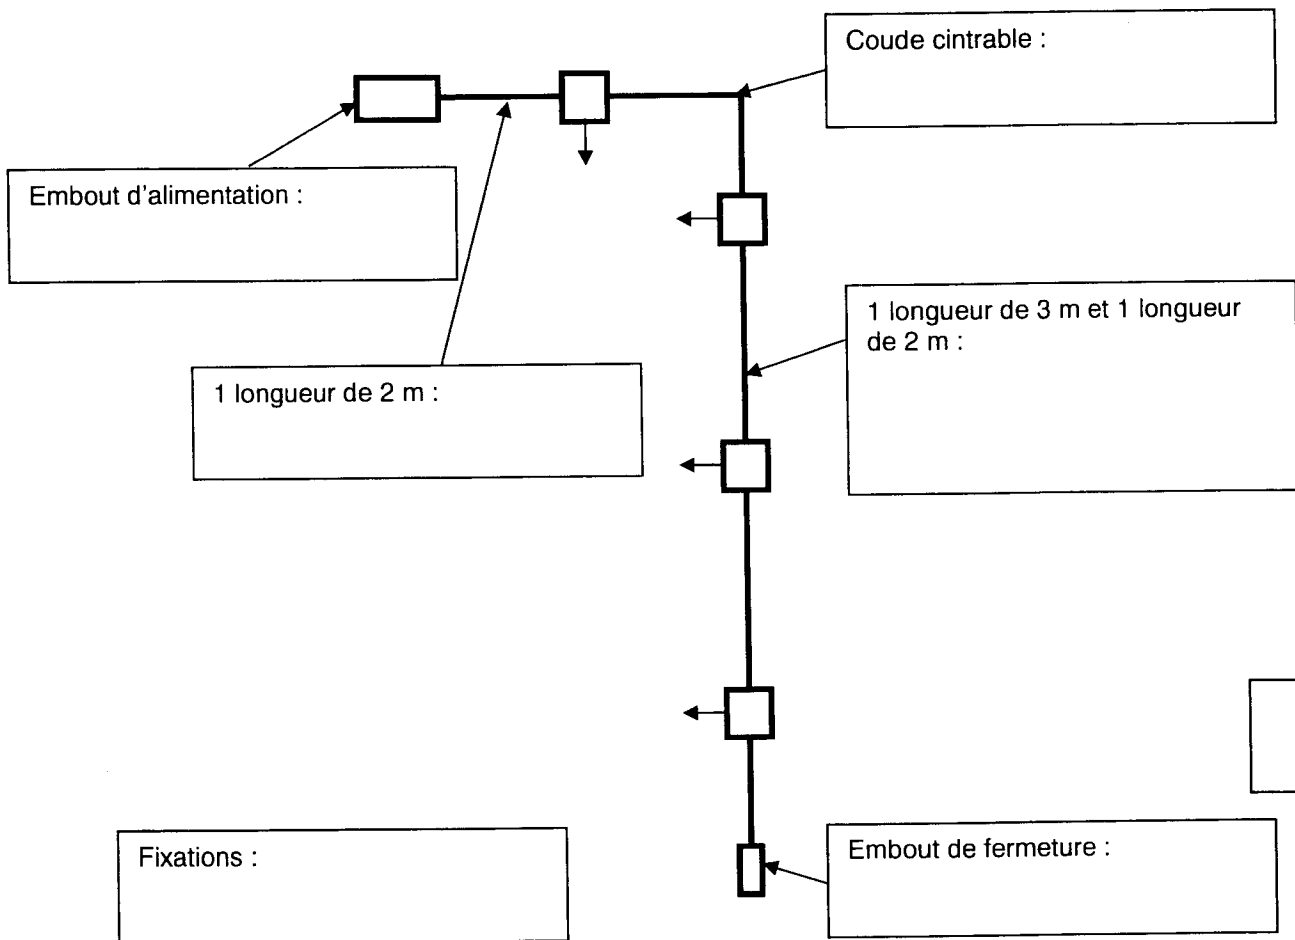 Coude cintrable :
Embout d'alimentation :
1 longueur de 3 m et 1 longueur
de 2 m :
1 longueur de 2 m :
Fixations :
Embout de fermeture :